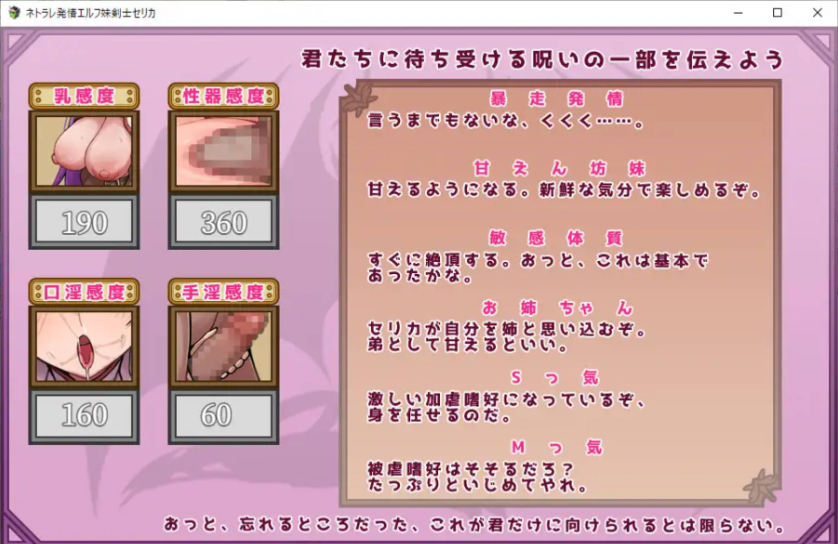 ネトラレ発情エルフ妹剣士セリカ
君たちに待ち受ける呪いの一部を伝えよう
乳感度
性器感度
190
360
口淫感度
手淫感度
160
60
暴走発情
言うまでもないな、くくく……。
甘えん坊妹
甘えるようになる。新鮮な気分で楽しめるぞ。
敏感体質
すぐに絶頂する。おっと、これは基本で
あったかな。
お姉ちゃん
セリカが自分を姉と思い込むぞ。
弟として甘えるといい。
Sっ気
激しい加虐嗜好になっているぞ、
身を任せるのだ。
Mっ気
被虐嗜好はそそるだろ？
たっぷりといじめてやれ。
おっと、忘れるところだった、これが君だけに向けられるとは限らない。